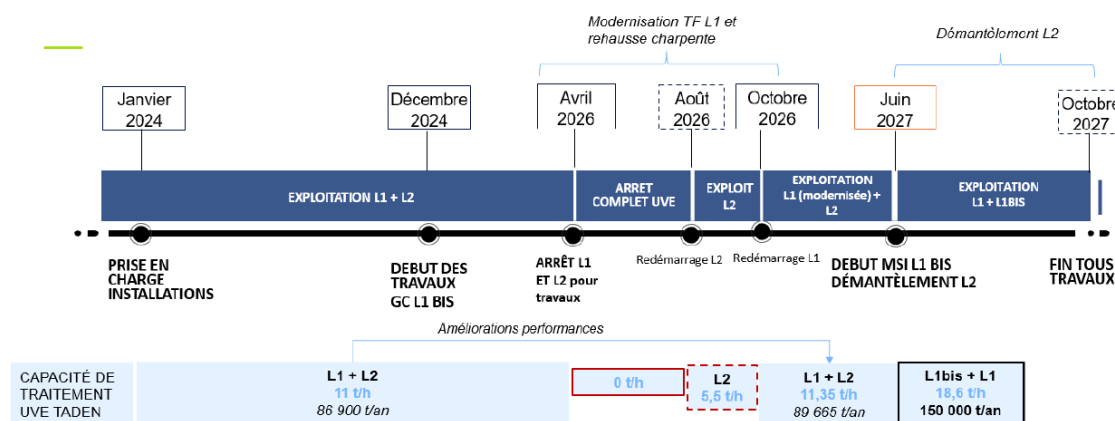 Modernisation TF L1 et
rehausse charpente
Démantèlement L2
Janvier
2024
Décembre
2024
Avril
2026
Août
2026
Octobre
2026
Juin
2027
Octobre
2027
EXPLOITATION L1 + L2
ARRET
COMPLET UVE
EXPLOIT
L2
EXPLOITATION
L1 (modernisée) +
L2
EXPLOITATION
L1 + L1BIS
PRISE EN
CHARGE
INSTALLATIONS
DEBUT DES
TRAVAUX
GC L1 BIS
ARRÊT L1
ET L2 pour
travaux
Redémarrage L2
Redémarrage L1
DEBUT MSI L1 BIS
DÉMANTÈLEMENT L2
FIN TOUS
TRAVAUX
Améliorations performances
CAPACITÉ DE
TRAITEMENT
UVE TADEN
L1 + L2
11 t/h
86 900 t/an
0 t/h
L2
5,5 t/h
L1 + L2
11,35 t/h
89 665 t/an
L1bis + L1
18,6 t/h
150 000 t/an